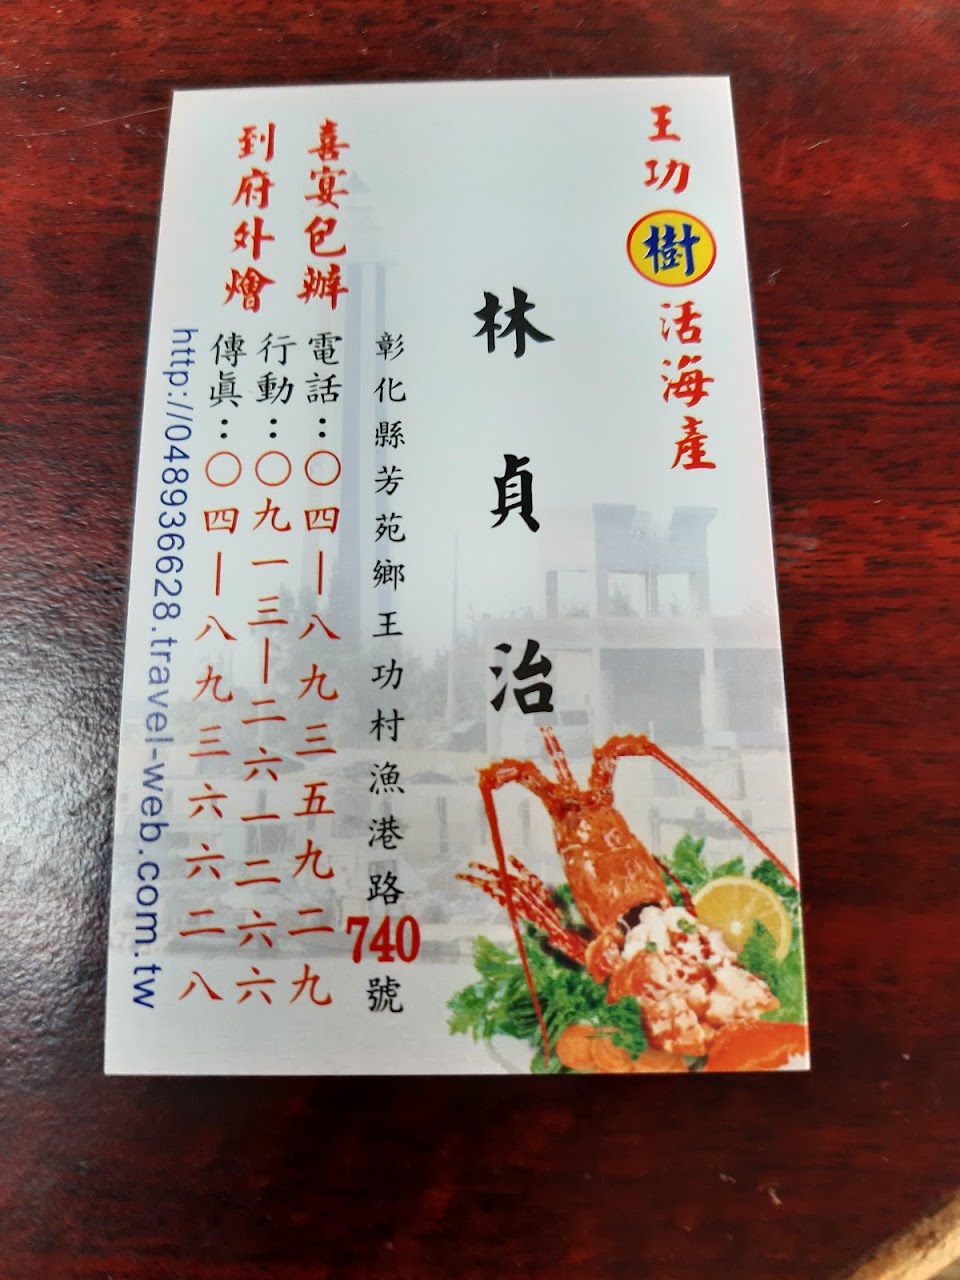 王功樹活海產
林貞治
彰化縣芳苑鄉王功村漁港路740號
喜宴包辦
到府外燴
電話：〇四—八九三五九二九
行動：〇九一三—二六一二六六
傳眞：〇四—八九三六六二八
http://048936628.travel-web.com.tw